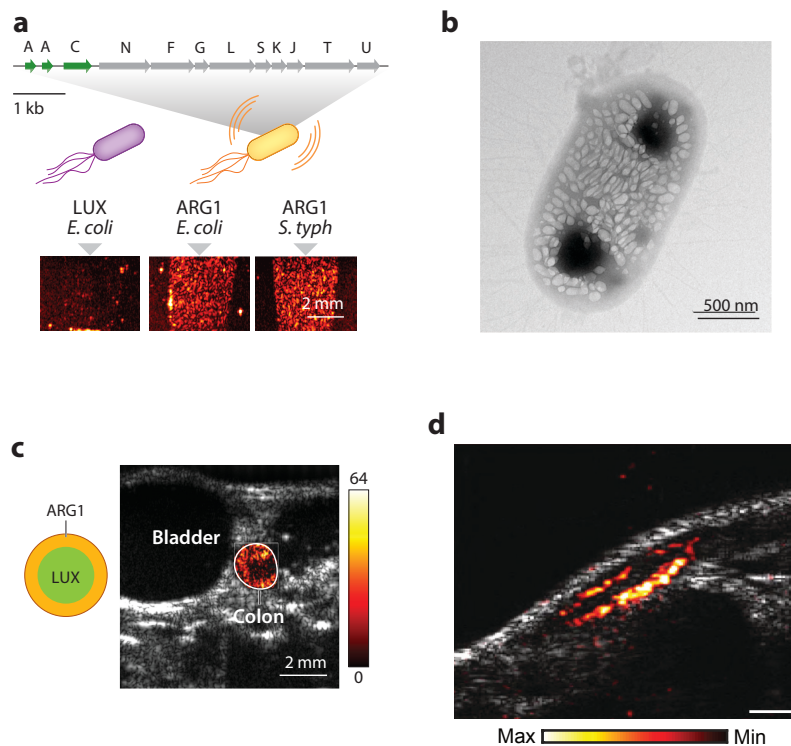 a
A A C N F G L S K J T U
1 kb
LUX
E. coli
ARG1
E. coli
ARG1
S. typh
2 mm
b
500 nm
c
ARG1
LUX
Bladder
Colon
2 mm
64
0
d
Max Min